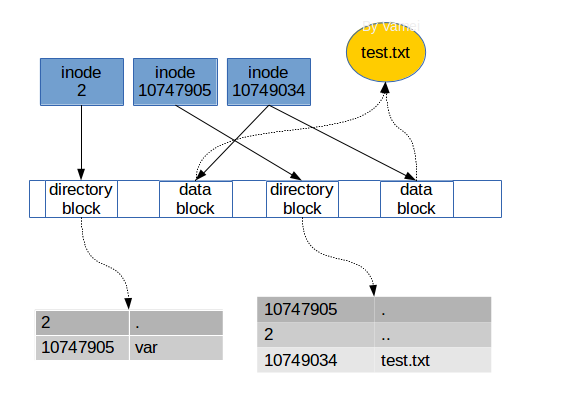 By Vamei
test.txt
inode
2
inode
10747905
inode
10749034
directory
block
data
block
directory
block
data
block
2 .
10747905 var
10747905 .
2 ..
10749034 test.txt